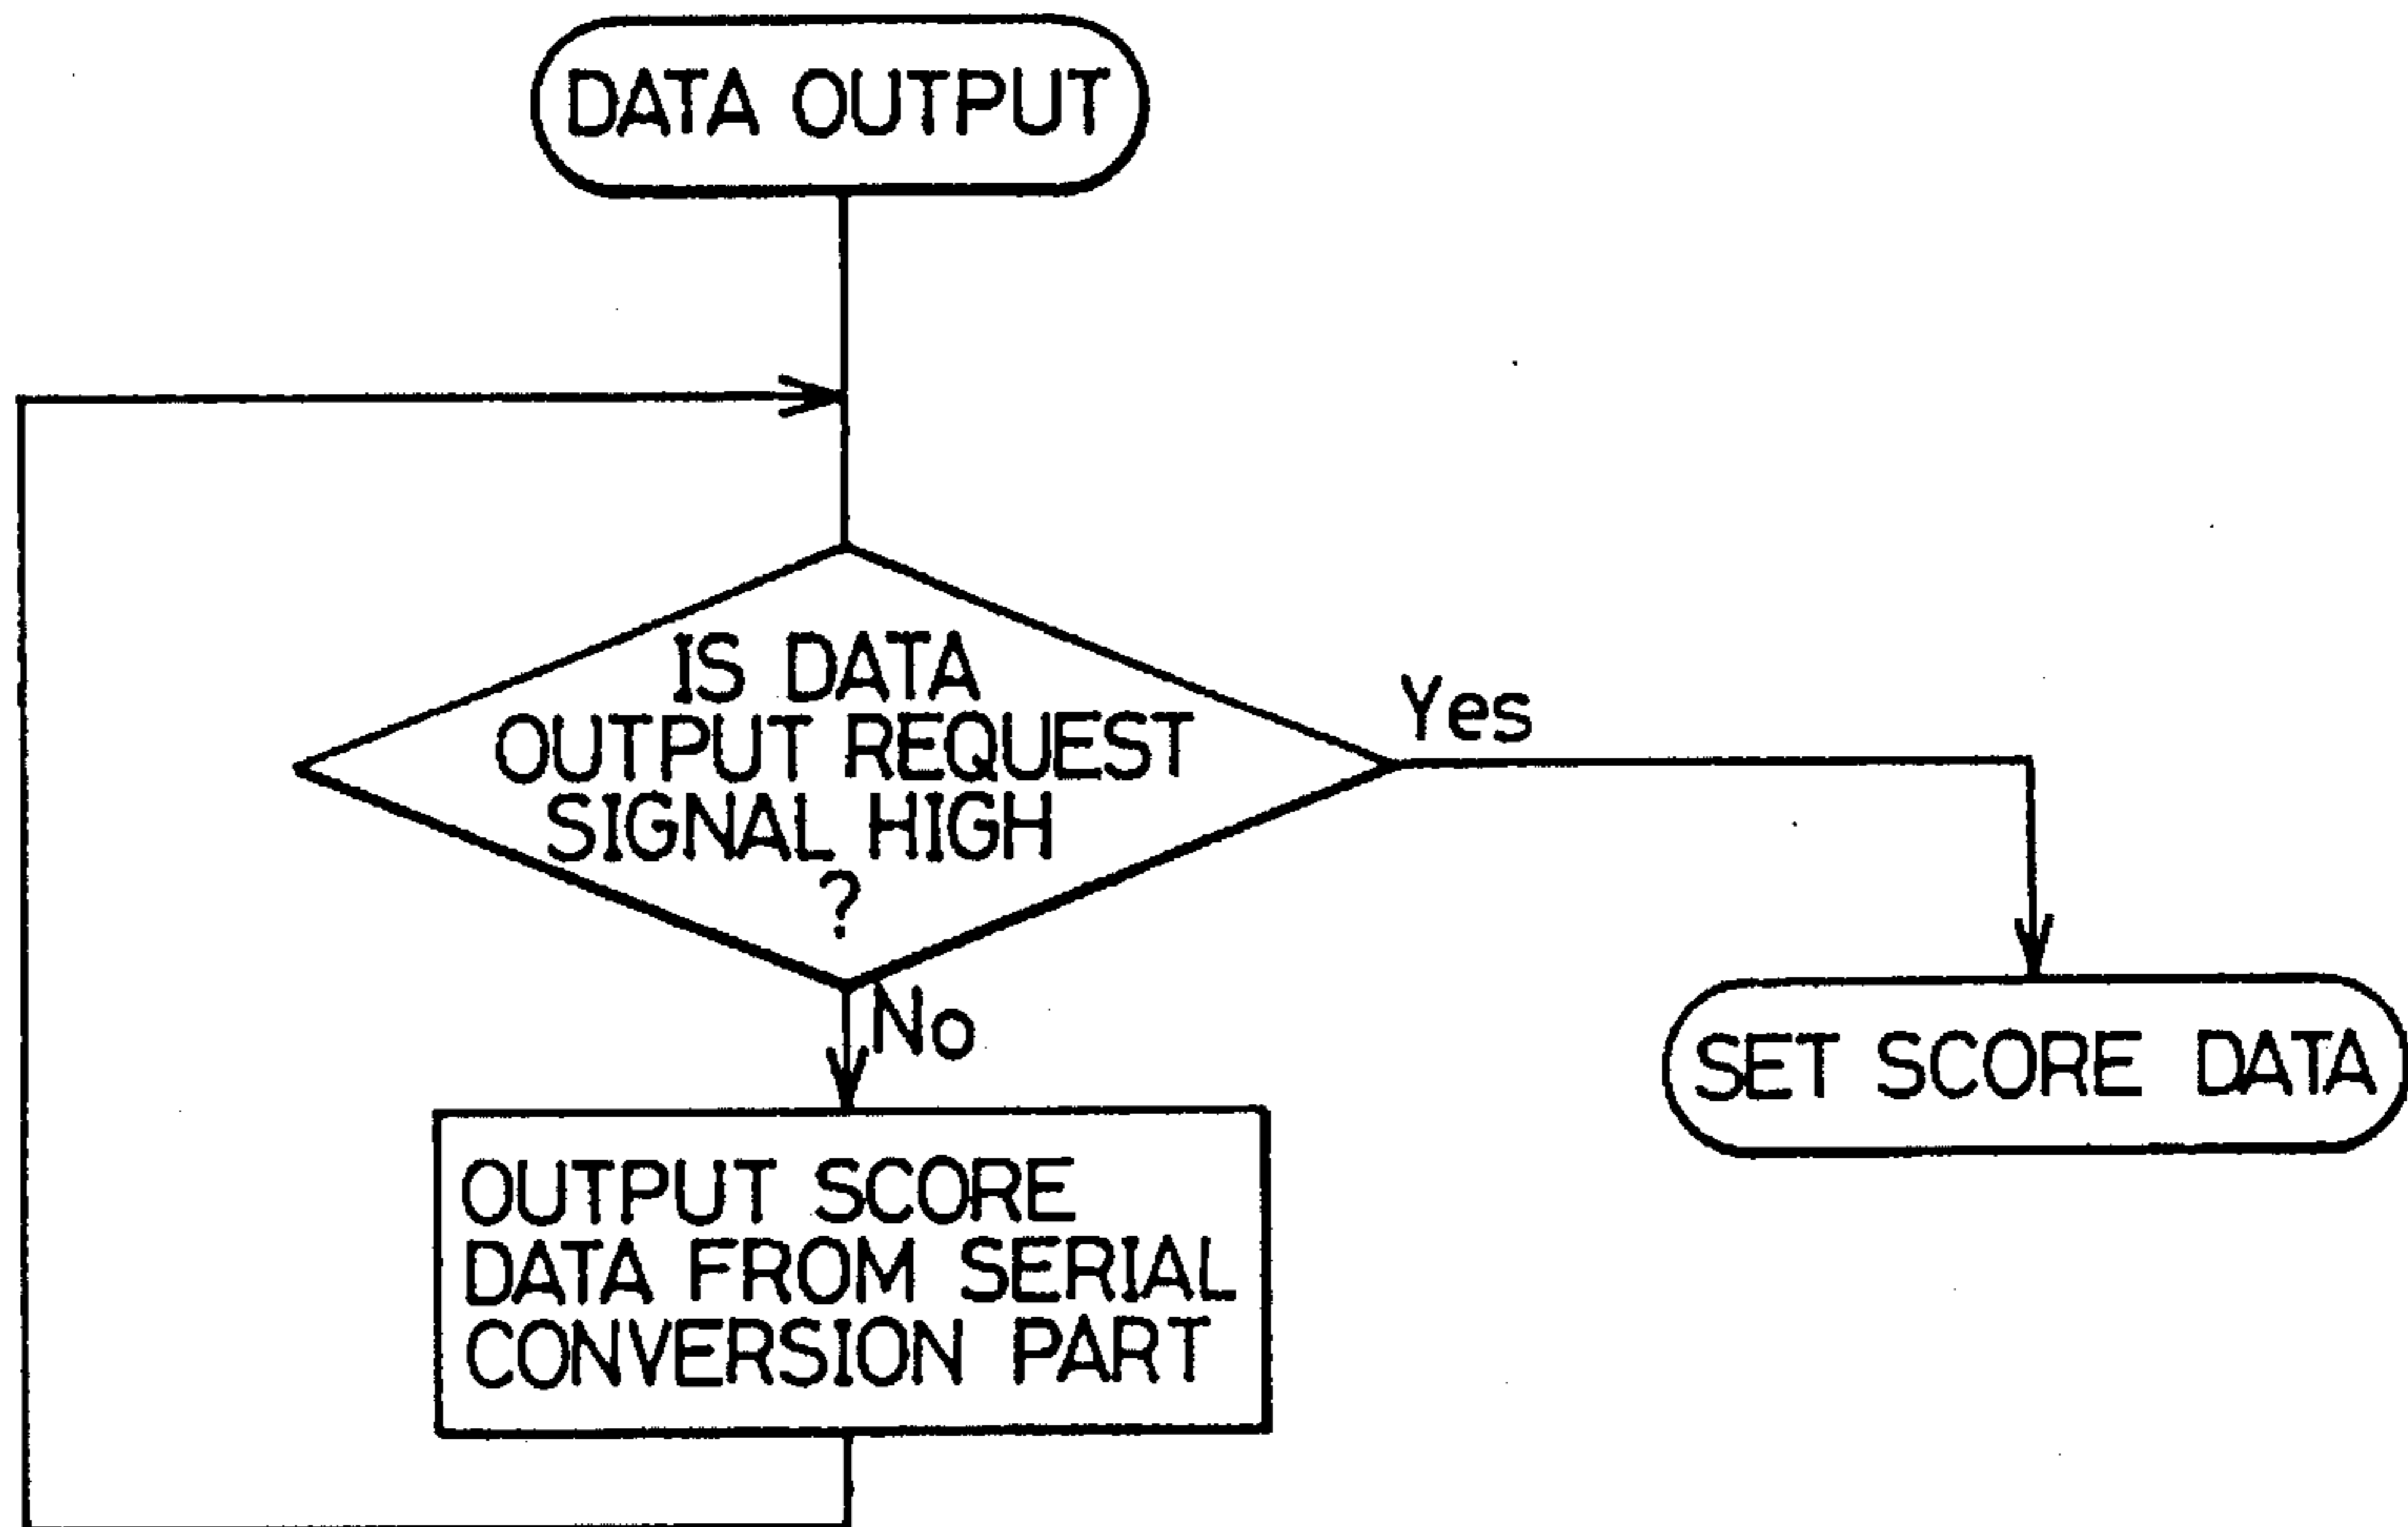 DATA OUTPUT
IS DATA
OUTPUT REQUEST
SIGNAL HIGH
?
Yes
No
SET SCORE DATA
OUTPUT SCORE
DATA FROM SERIAL
CONVERSION PART